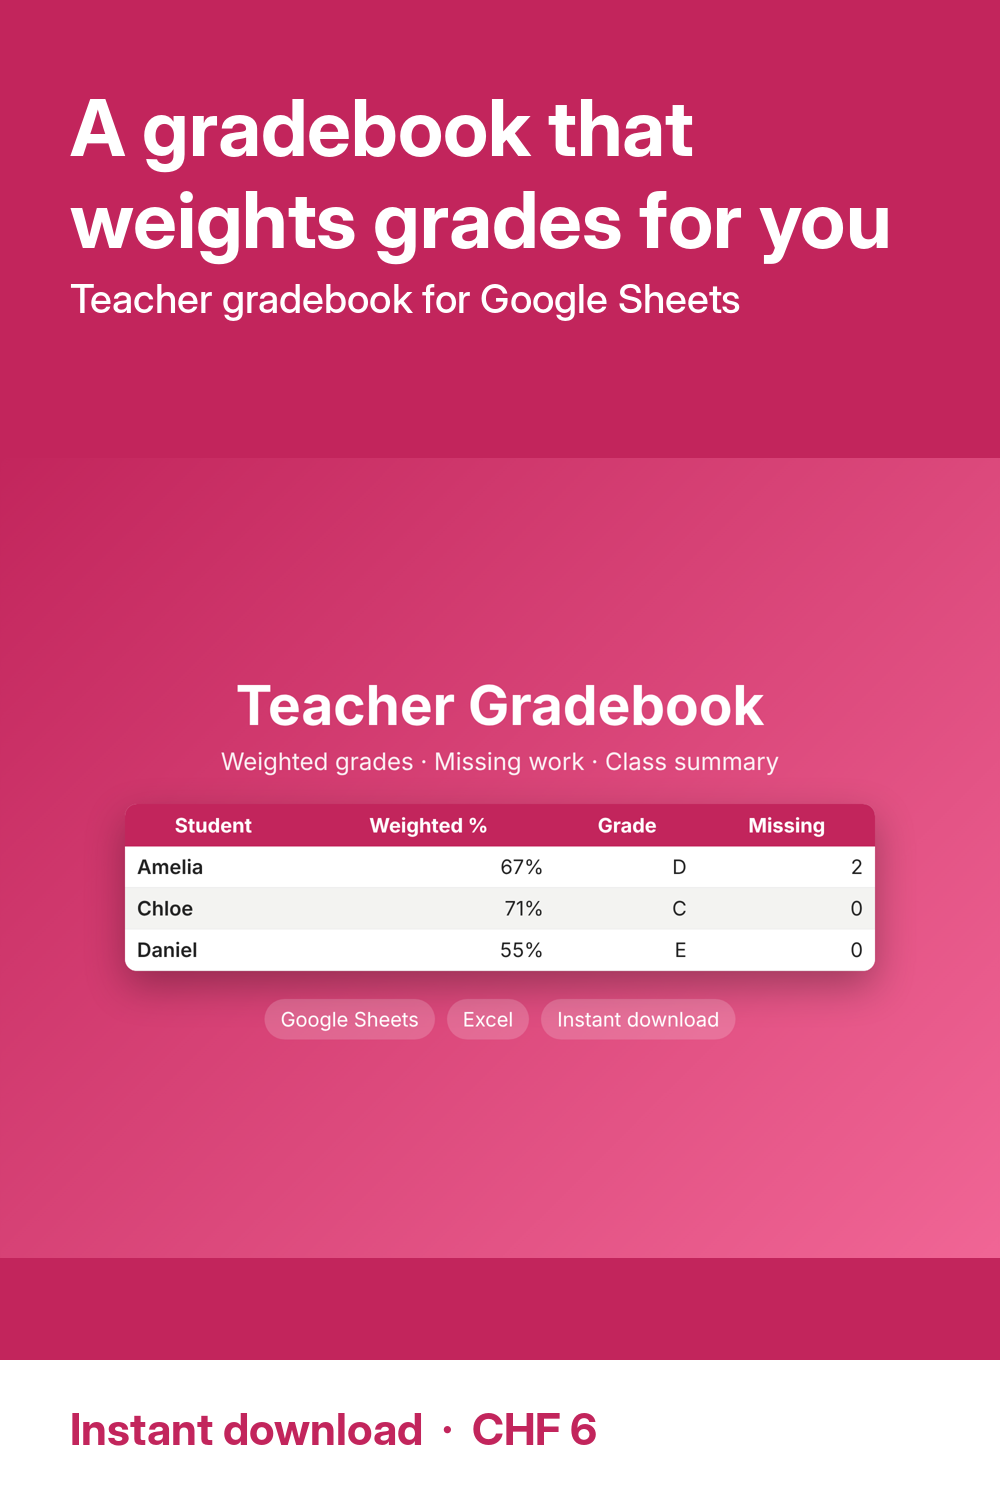 A gradebook that
weights grades for you
Teacher gradebook for Google Sheets
Teacher Gradebook
Weighted grades · Missing work · Class summary
Student Weighted % Grade Missing
Amelia 67% D 2
Chloe 71% C 0
Daniel 55% E 0
Google Sheets Excel Instant download
Instant download · CHF 6